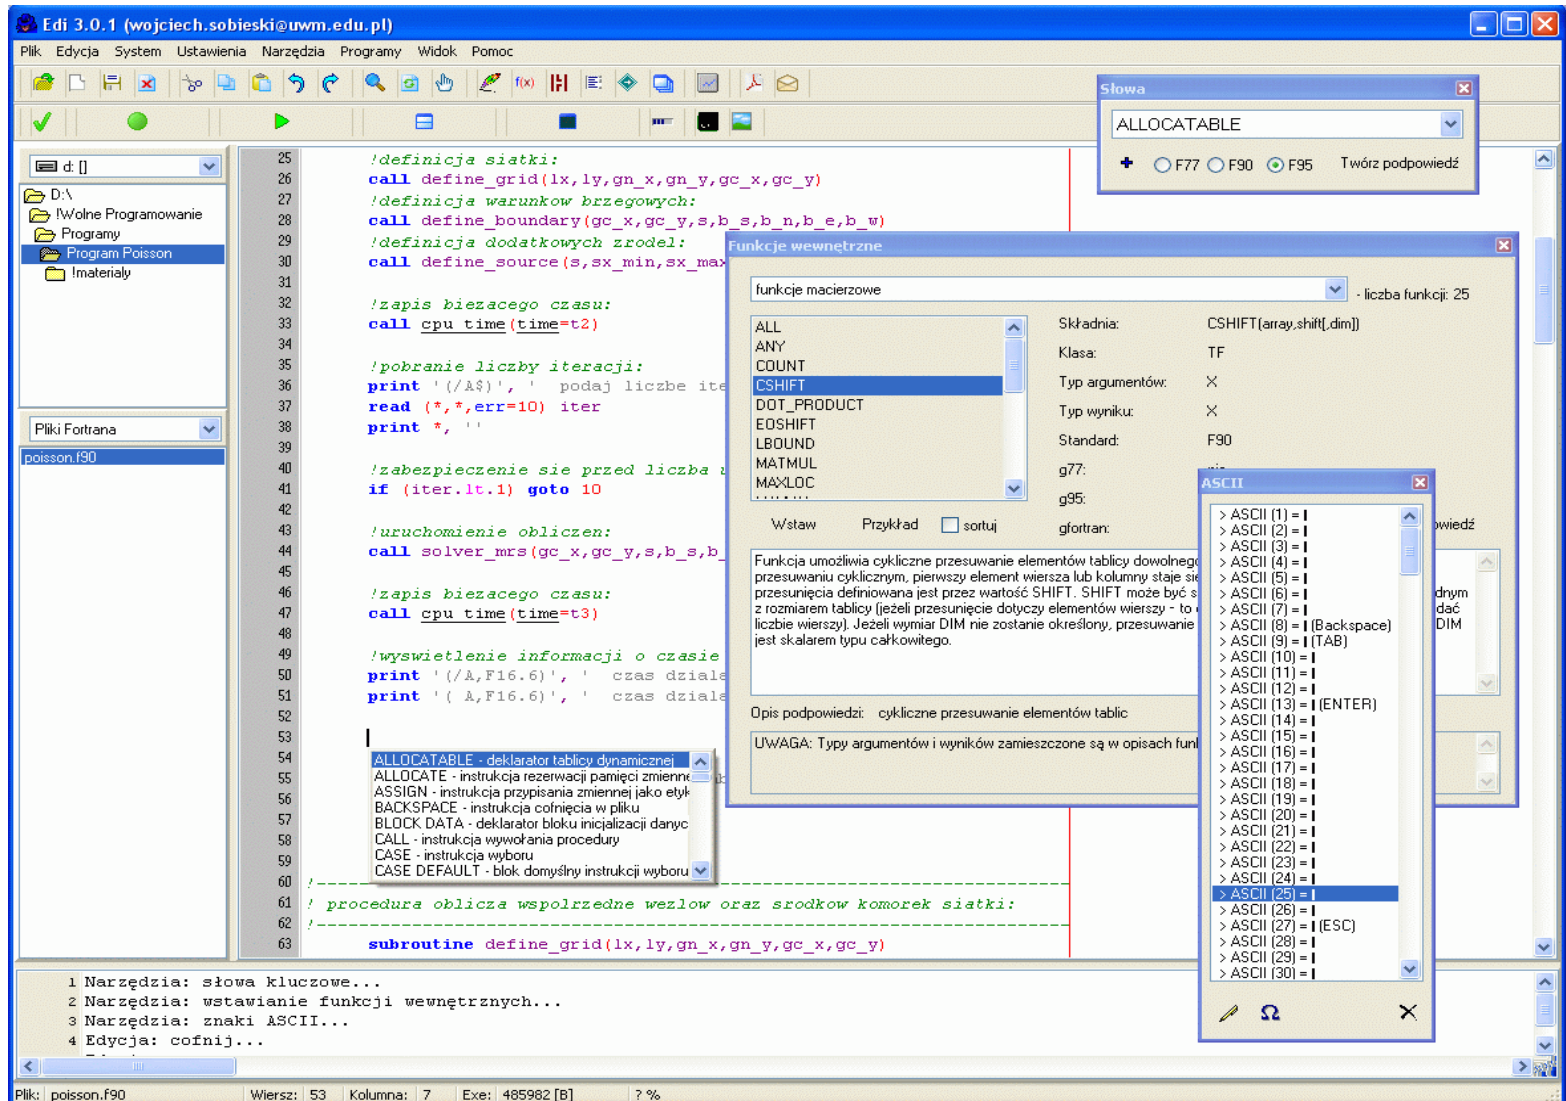 Edi 3.0.1 (wojciech.sobieski@uwm.edu.pl)
Plik Edycja System Ustawienia Narzędzia Programy Widok Pomoc
f(x)
d: []
D:\
!Wolne Programowanie
Programy
Program Poisson
!materialy
Pliki Fortrana
poisson.f90
25 !definicja siatki:
26 call define_grid(lx,ly,gn_x,gn_y,gc_x,gc_y)
27 !definicja warunkow brzegowych:
28 call define_boundary(gc_x,gc_y,s,b_s,b_n,b_e,b_w)
29 !definicja dodatkowych zrodel:
30 call define_source(s,sx_min,sx_max
31
32 !zapis biezacego czasu:
33 call cpu_time(time=t2)
34
35 !pobranie liczby iteracji:
36 print '(/A$)', ' podaj liczbe ite
37 read (*,*,err=10) iter
38 print *, ''
39
40 !zabezpieczenie sie przed liczba
41 if (iter.lt.1) goto 10
42
43 !uruchomienie obliczen:
44 call solver_mrs(gc_x,gc_y,s,b_s,b_
45
46 !zapis biezacego czasu:
47 call cpu_time(time=t3)
48
49 !wyswietlenie informacji o czasie
50 print '(/A,F16.6)', ' czas dziala
51 print '( A,F16.6)', ' czas dziala
52
53
54
55
56
57
58
59
60 !----------------------------------------------------------------
61 ! procedura oblicza wspolrzedne wezlow oraz srodkow komorek siatki:
62 !----------------------------------------------------------------
63 subroutine define_grid(lx,ly,gn_x,gn_y,gc_x,gc_y)
ALLOCATABLE - deklarator tablicy dynamicznej
ALLOCATE - instrukcja rezerwacji pamięci zmienne
ASSIGN - instrukcja przypisania zmiennej jako etyk
BACKSPACE - instrukcja cofnięcia w pliku
BLOCK DATA - deklarator bloku inicjalizacji danyc
CALL - instrukcja wywołania procedury
CASE - instrukcja wyboru
CASE DEFAULT - blok domyślny instrukcji wyboru
Słowa
ALLOCATABLE
F77 F90 F95 Twórz podpowiedź
Funkcje wewnętrzne
funkcje macierzowe
- liczba funkcji: 25
ALL
ANY
COUNT
CSHIFT
DOT_PRODUCT
EOSHIFT
LBOUND
MATMUL
MAXLOC
Składnia: CSHIFT(array,shift[,dim])
Klasa: TF
Typ argumentów: X
Typ wyniku: X
Standard: F90
g77:
g95:
gfortran:
Wstaw Przykład sortuj
owiedź
Funkcja umożliwia cykliczne przesuwanie elementów tablicy dowolneg
przesuwaniu cyklicznym, pierwszy element wiersza lub kolumny staje się
przesunięcia definiowana jest przez wartość SHIFT. SHIFT może być s dnym
z rozmiarem tablicy (jeżeli przesunięcie dotyczy elementów wierszy - to dać
liczbie wierszy). Jeżeli wymiar DIM nie zostanie określony, przesuwanie DIM
jest skalarem typu całkowitego.
Opis podpowiedzi: cykliczne przesuwanie elementów tablic
UWAGA: Typy argumentów i wyników zamieszczone są w opisach funk
ASCII
> ASCII (1) =
> ASCII (2) =
> ASCII (3) =
> ASCII (4) =
> ASCII (5) =
> ASCII (6) =
> ASCII (7) =
> ASCII (8) = (Backspace)
> ASCII (9) = (TAB)
> ASCII (10) =
> ASCII (11) =
> ASCII (12) =
> ASCII (13) = (ENTER)
> ASCII (14) =
> ASCII (15) =
> ASCII (16) =
> ASCII (17) =
> ASCII (18) =
> ASCII (19) =
> ASCII (20) =
> ASCII (21) =
> ASCII (22) =
> ASCII (23) =
> ASCII (24) =
> ASCII (25) =
> ASCII (26) =
> ASCII (27) = (ESC)
> ASCII (28) =
> ASCII (29) =
> ASCII (30) =
Ω
1 Narzędzia: słowa kluczowe...
2 Narzędzia: wstawianie funkcji wewnętrznych...
3 Narzędzia: znaki ASCII...
4 Edycja: cofnij...
Plik: poisson.f90 Wiersz: 53 Kolumna: 7 Exe: 485982 [B] ? %